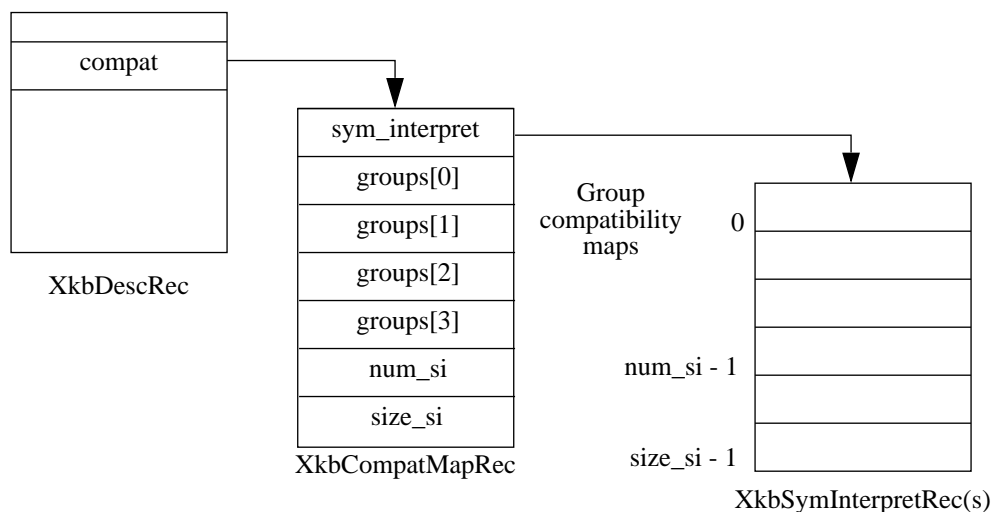 compat
XkbDescRec
sym_interpret
groups[0]
groups[1]
groups[2]
groups[3]
num_si
size_si
XkbCompatMapRec
Group
compatibility
maps
0
num_si - 1
size_si - 1
XkbSymInterpretRec(s)